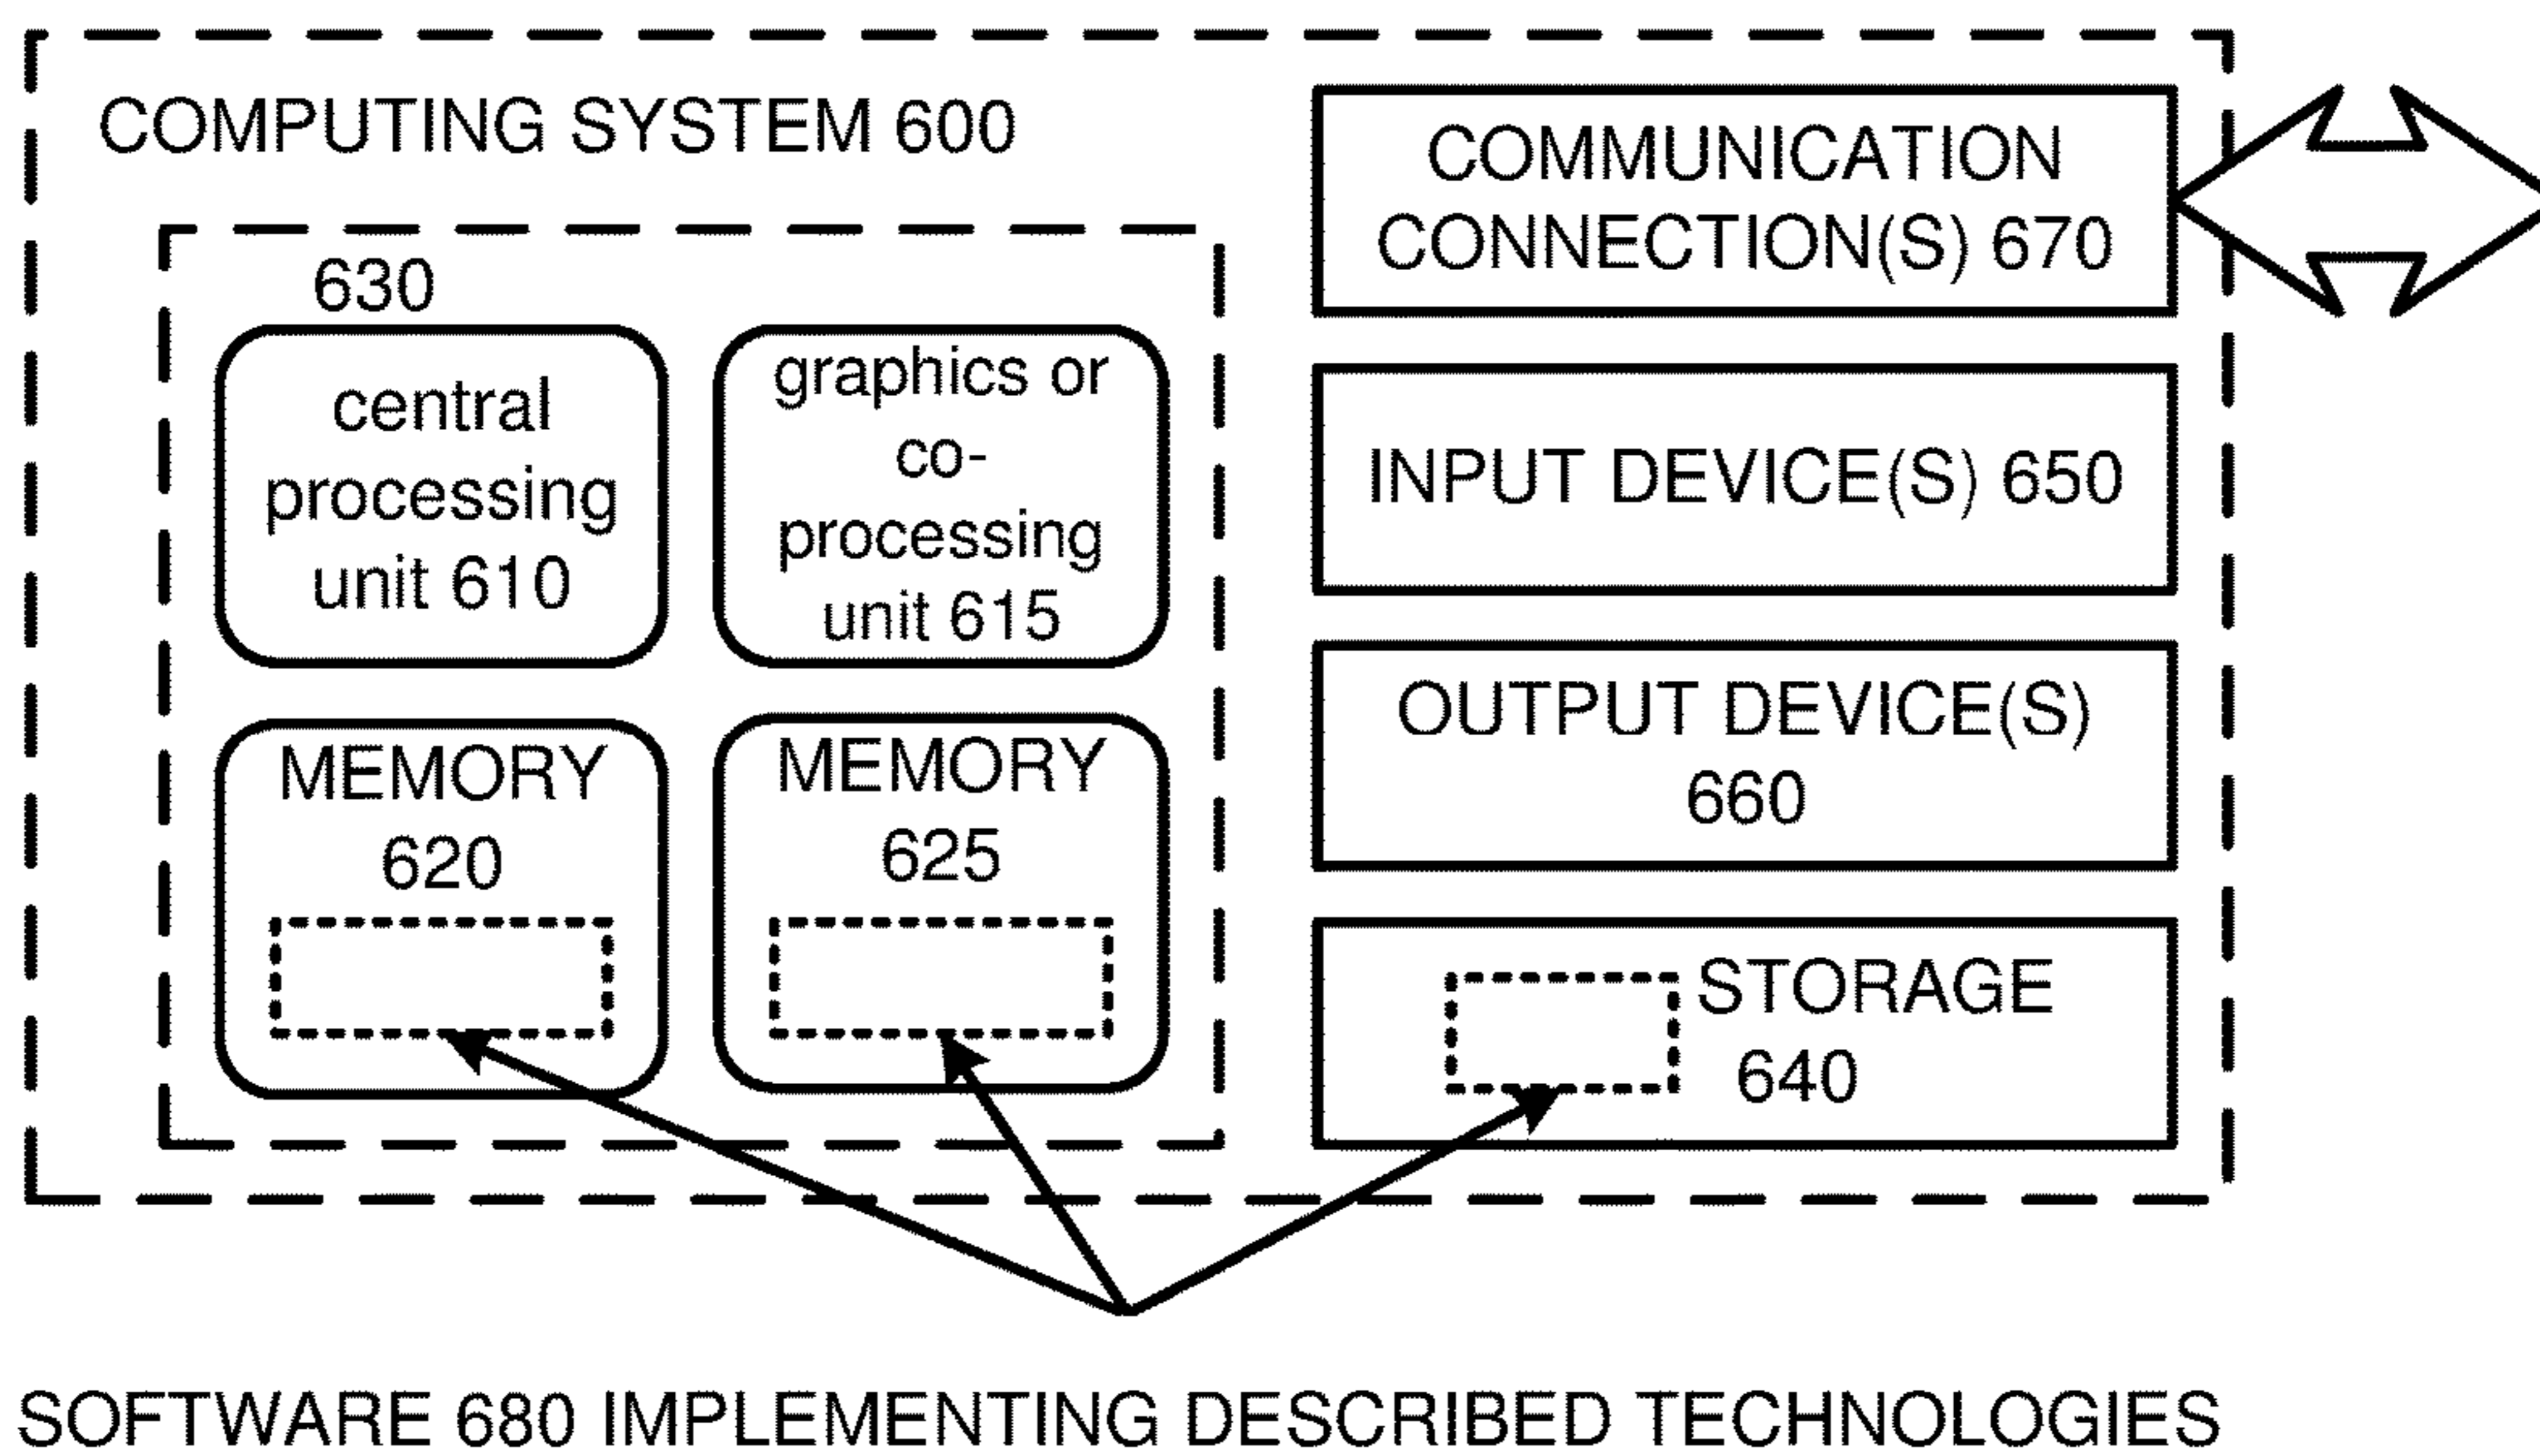 COMPUTING SYSTEM 600
630
central
processing
unit 610
graphics or
co-
processing
unit 615
MEMORY
620
MEMORY
625
COMMUNICATION
CONNECTION(S) 670
INPUT DEVICE(S) 650
OUTPUT DEVICE(S)
660
STORAGE
640
SOFTWARE 680 IMPLEMENTING DESCRIBED TECHNOLOGIES